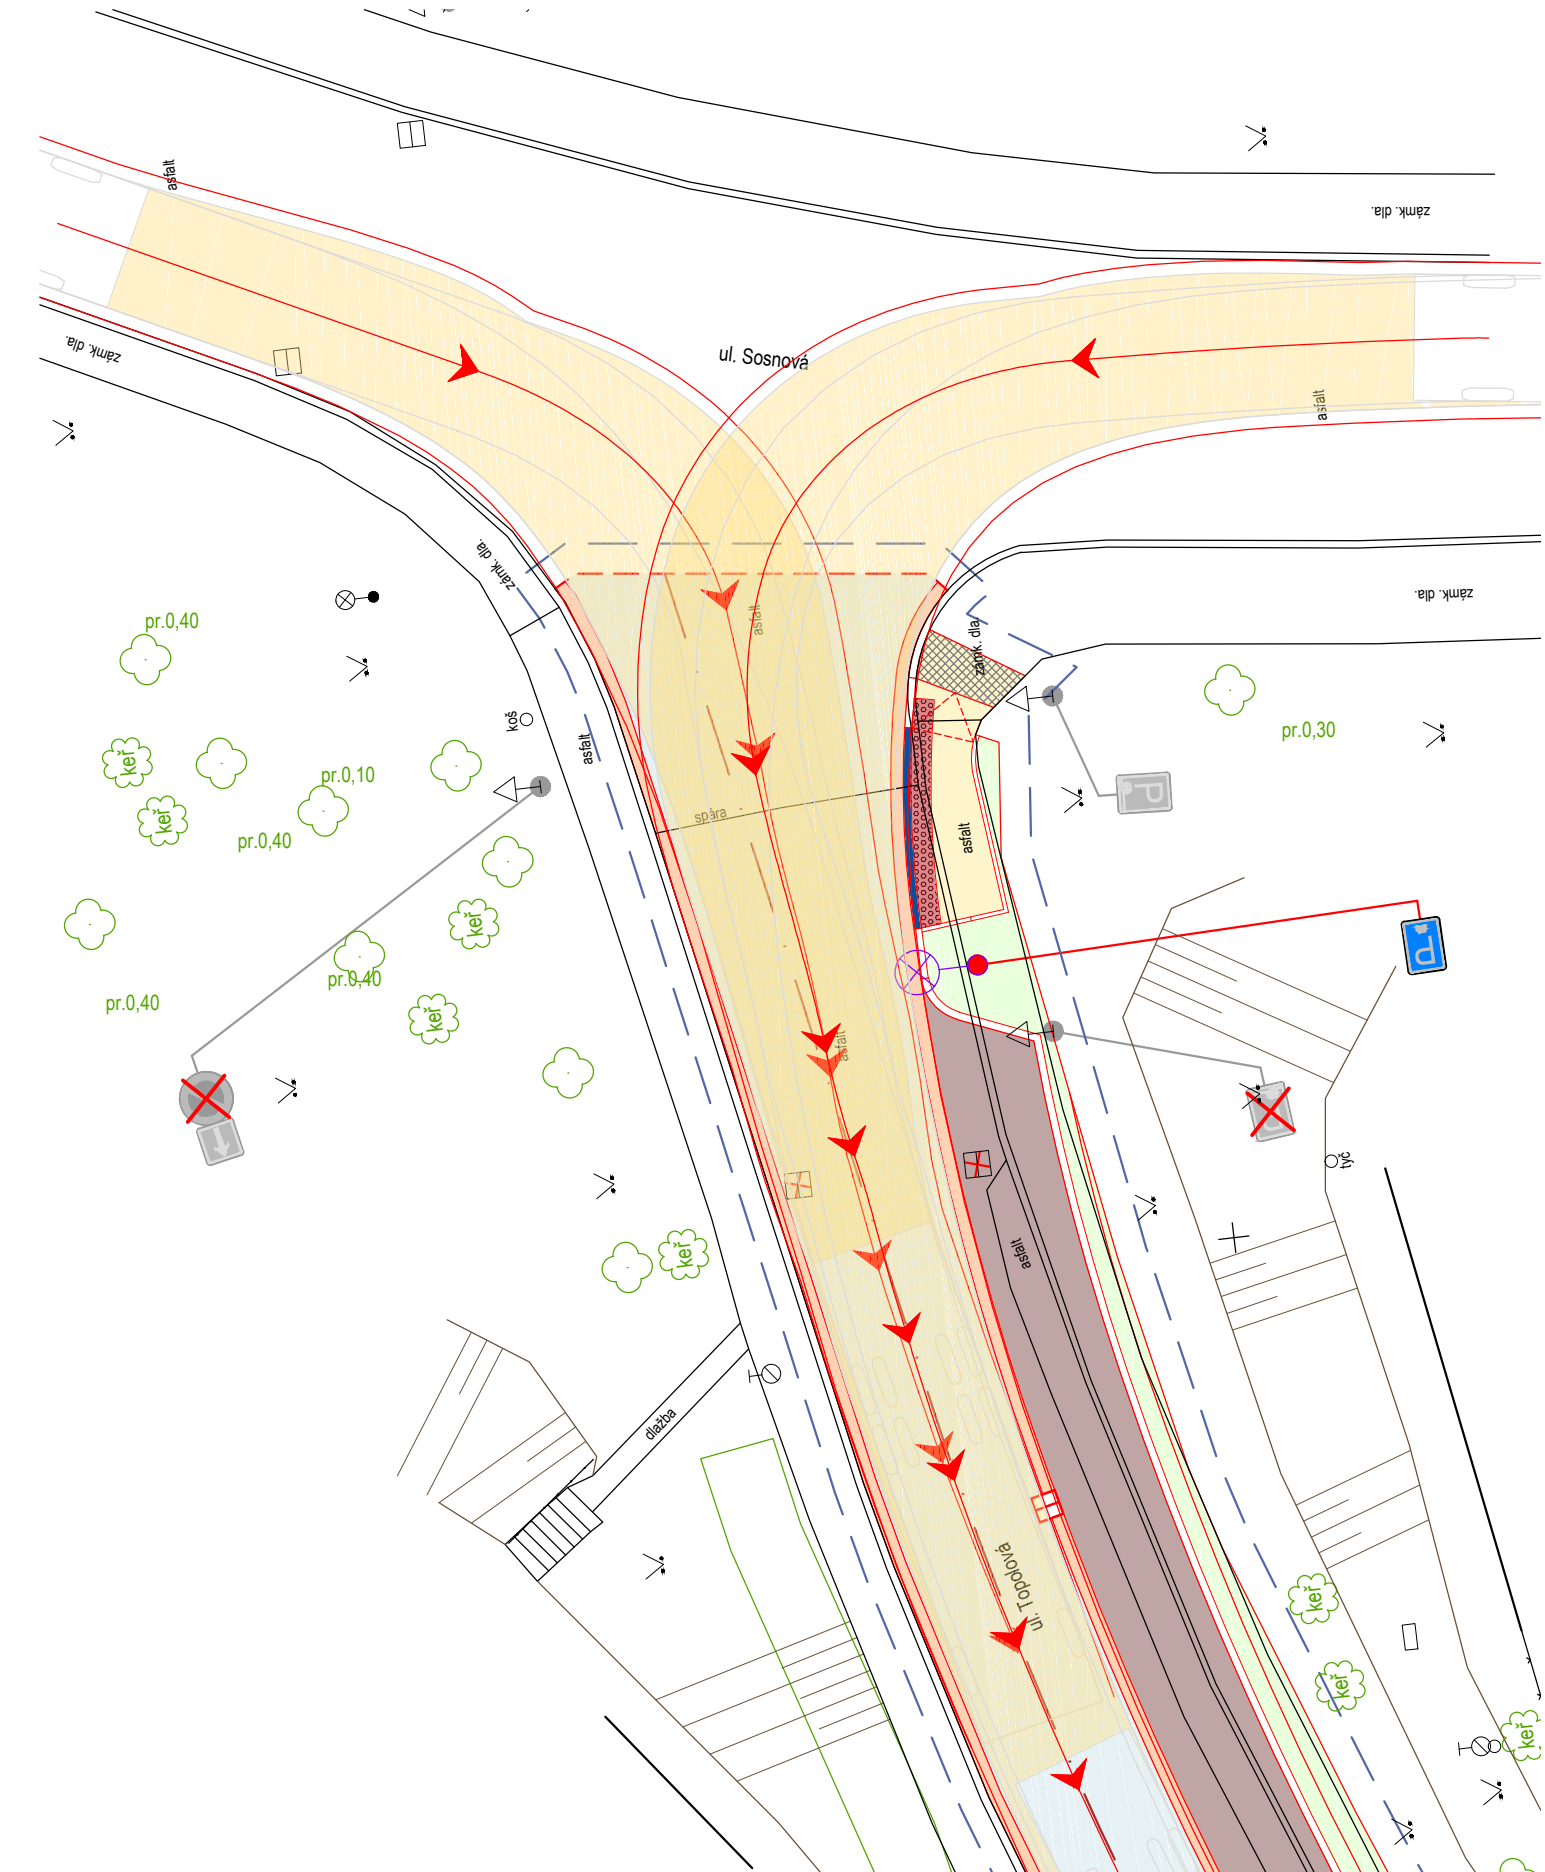 asfalt
zámk. dla.
zámk. dla.
ul. Sosnová
asfalt
zámk. dla.
zámk. dla.
asfalt
pr.0,40
zámk. dla.
koš
asfalt
pr.0,30
keř
pr.0,10
P
keř
spára
pr.0,40
asfalt
keř
P
pr.0,40
pr.0,40
keř
asfalt
tyč
keř
asfalt
dlažba
ul. Topolová
keř
keř
keř